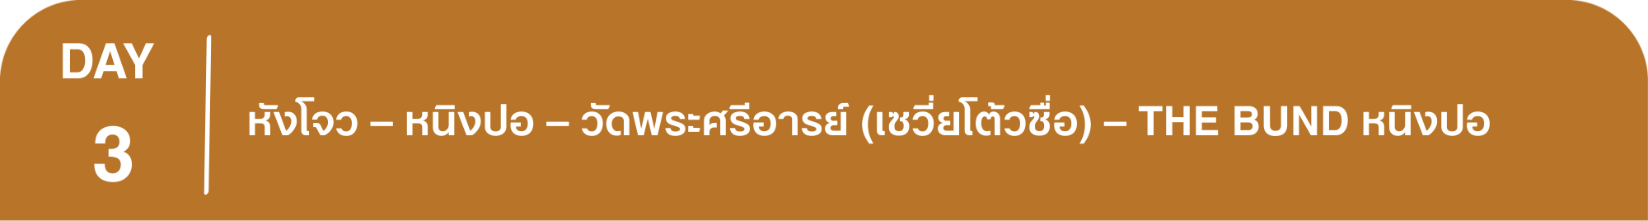 DAY
3
หังโจว – หนิงปอ – วัดพระศรีอารย์ (เซวี่ยโต้วซื่อ) – THE BUND หนิงปอ